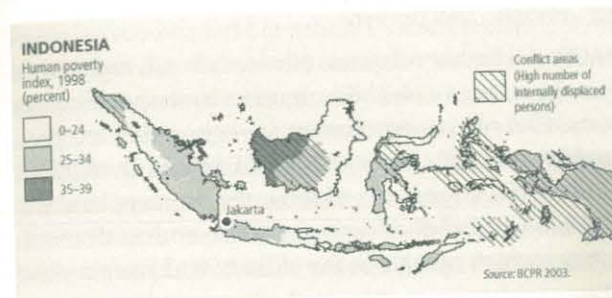 INDONESIA
Human poverty
index, 1998
(percent)
0–24
25–34
35–39
Conflict areas
(High number of
internally displaced
persons)
Jakarta
Source: BCPR 2003.